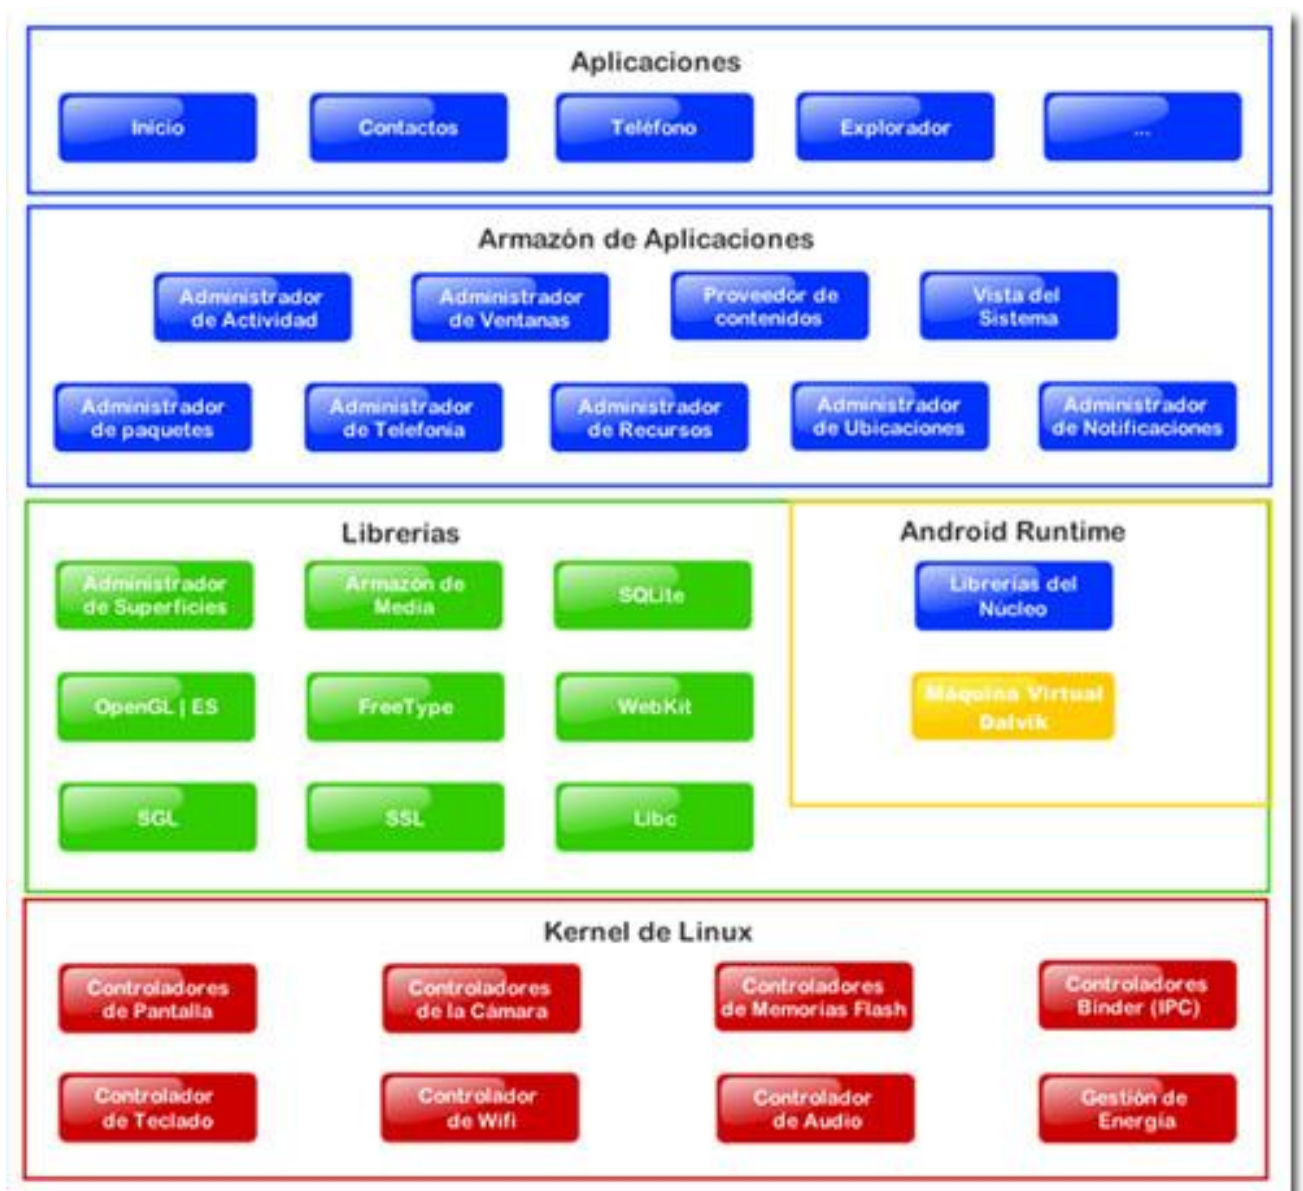 Aplicaciones
Inicio
Contactos
Teléfono
Explorador
...
Armazón de Aplicaciones
Administrador
de Actividad
Administrador
de Ventanas
Proveedor de
contenidos
Vista del
Sistema
Administrador
de paquetes
Administrador
de Telefonía
Administrador
de Recursos
Administrador
de Ubicaciones
Administrador
de Notificaciones
Librerías
Administrador
de Superficies
Armazón de
Media
SQLite
OpenGL | ES
FreeType
WebKit
SGL
SSL
Libc
Android Runtime
Librerías del
Núcleo
Máquina Virtual
Dalvik
Kernel de Linux
Controladores
de Pantalla
Controladores
de la Cámara
Controladores
de Memorias Flash
Controladores
Binder (IPC)
Controlador
de Teclado
Controlador
de Wifi
Controlador
de Audio
Gestión de
Energía